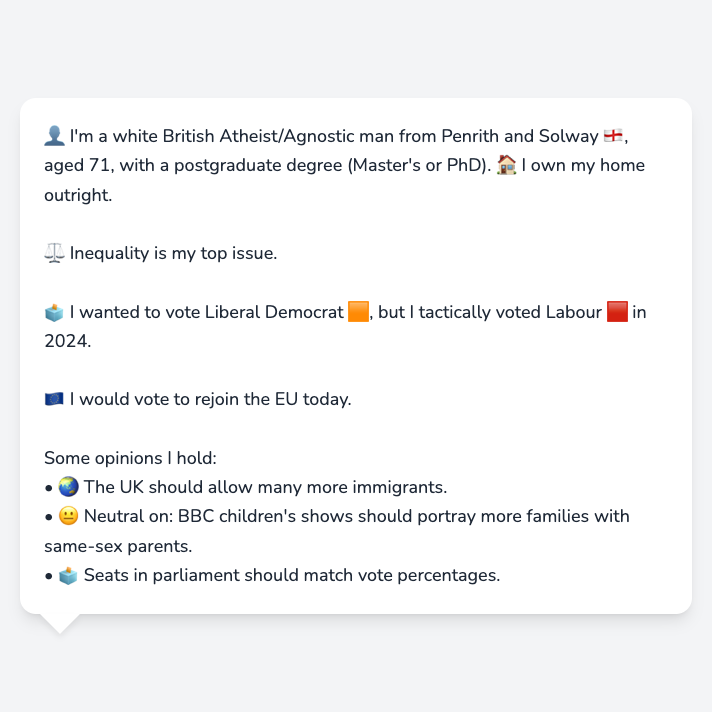 👤 I'm a white British Atheist/Agnostic man from Penrith and Solway 🏴󠁧󠁢󠁥󠁮󠁧󠁿,
aged 71, with a postgraduate degree (Master's or PhD). 🏠 I own my home
outright.
⚖️ Inequality is my top issue.
🗳️ I wanted to vote Liberal Democrat 🟧, but I tactically voted Labour 🟥 in
2024.
🇪🇺 I would vote to rejoin the EU today.
Some opinions I hold:
• 🌏 The UK should allow many more immigrants.
• 😐 Neutral on: BBC children's shows should portray more families with
same-sex parents.
• 🗳️ Seats in parliament should match vote percentages.